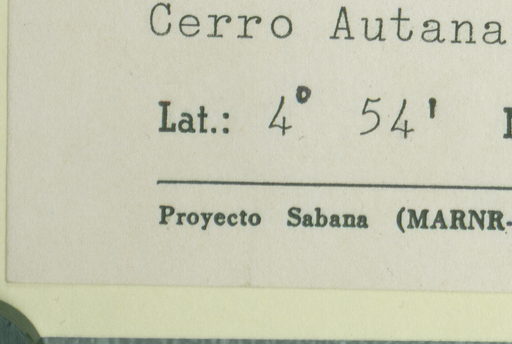 Cerro Autana
Lat.: 4° 54'
Proyecto Sabana (MARNR-